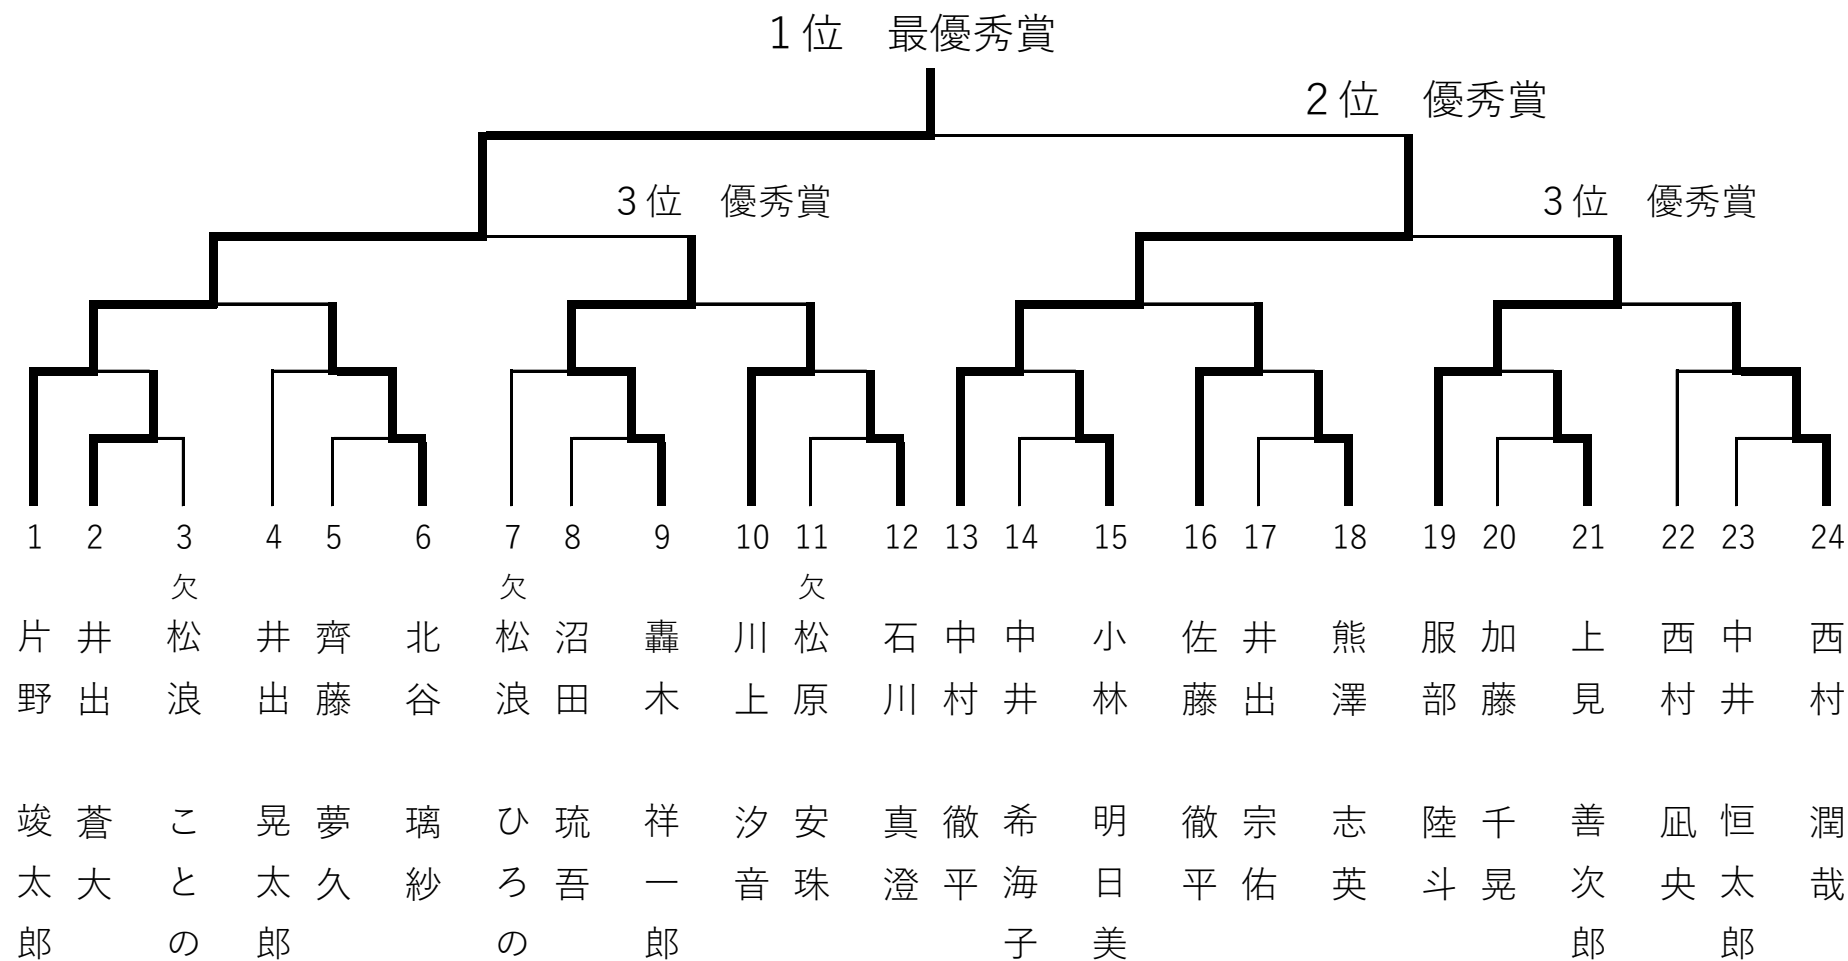 1位　最優秀賞
2位　優秀賞
3位　優秀賞
3位　優秀賞
1
2
3
4
5
6
7
8
9
10
11
12
13
14
15
16
17
18
19
20
21
22
23
24
欠
欠
欠
片野　竣太郎
井出　蒼大
松浪　ことの
井出　晃太郎
齊藤　夢久
北谷　璃紗
松浪　ひろの
沼田　琉吾
轟木　祥一郎
川上　汐音
松原　安珠
石川　真澄
中村　徹平
中井　希海子
小林　明日美
佐藤　徹平
井出　宗佑
熊澤　志英
服部　陸斗
加藤　千晃
上見　善次郎
西村　凪央
中井　恒太郎
西村　潤哉